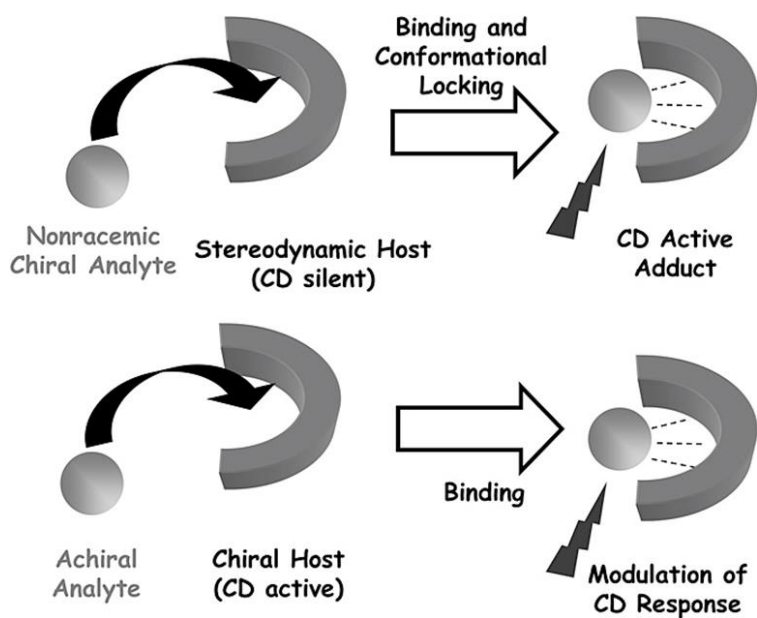 Binding and
Conformational
Locking
Nonracemic
Chiral Analyte
Stereodynamic Host
(CD silent)
CD Active
Adduct
Binding
Achiral
Analyte
Chiral Host
(CD active)
Modulation of
CD Response